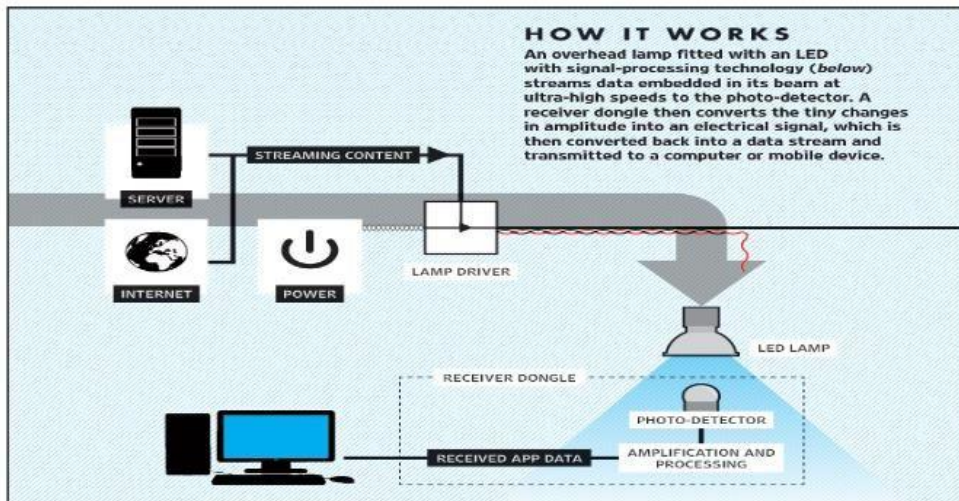 HOW IT WORKS
An overhead lamp fitted with an LED
with signal-processing technology (below)
streams data embedded in its beam at
ultra-high speeds to the photo-detector. A
receiver dongle then converts the tiny changes
in amplitude into an electrical signal, which is
then converted back into a data stream and
transmitted to a computer or mobile device.
STREAMING CONTENT
SERVER
INTERNET
POWER
LAMP DRIVER
LED LAMP
RECEIVER DONGLE
PHOTO-DETECTOR
RECEIVED APP DATA
AMPLIFICATION AND
PROCESSING